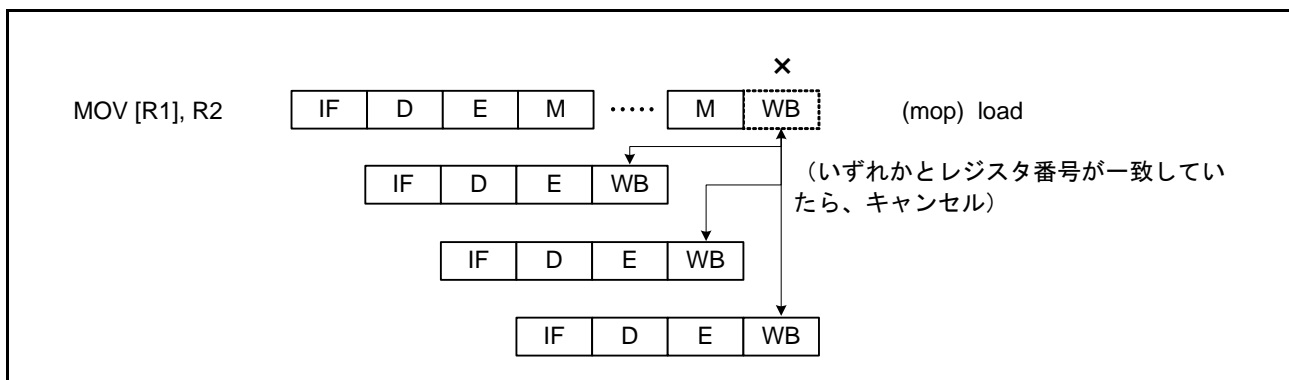 ×
MOV [R1], R2 IF D E M ····· M WB (mop) load
(いずれかとレジスタ番号が一致してい
IF D E WB
たら、キャンセル)
IF D E WB
IF D E WB